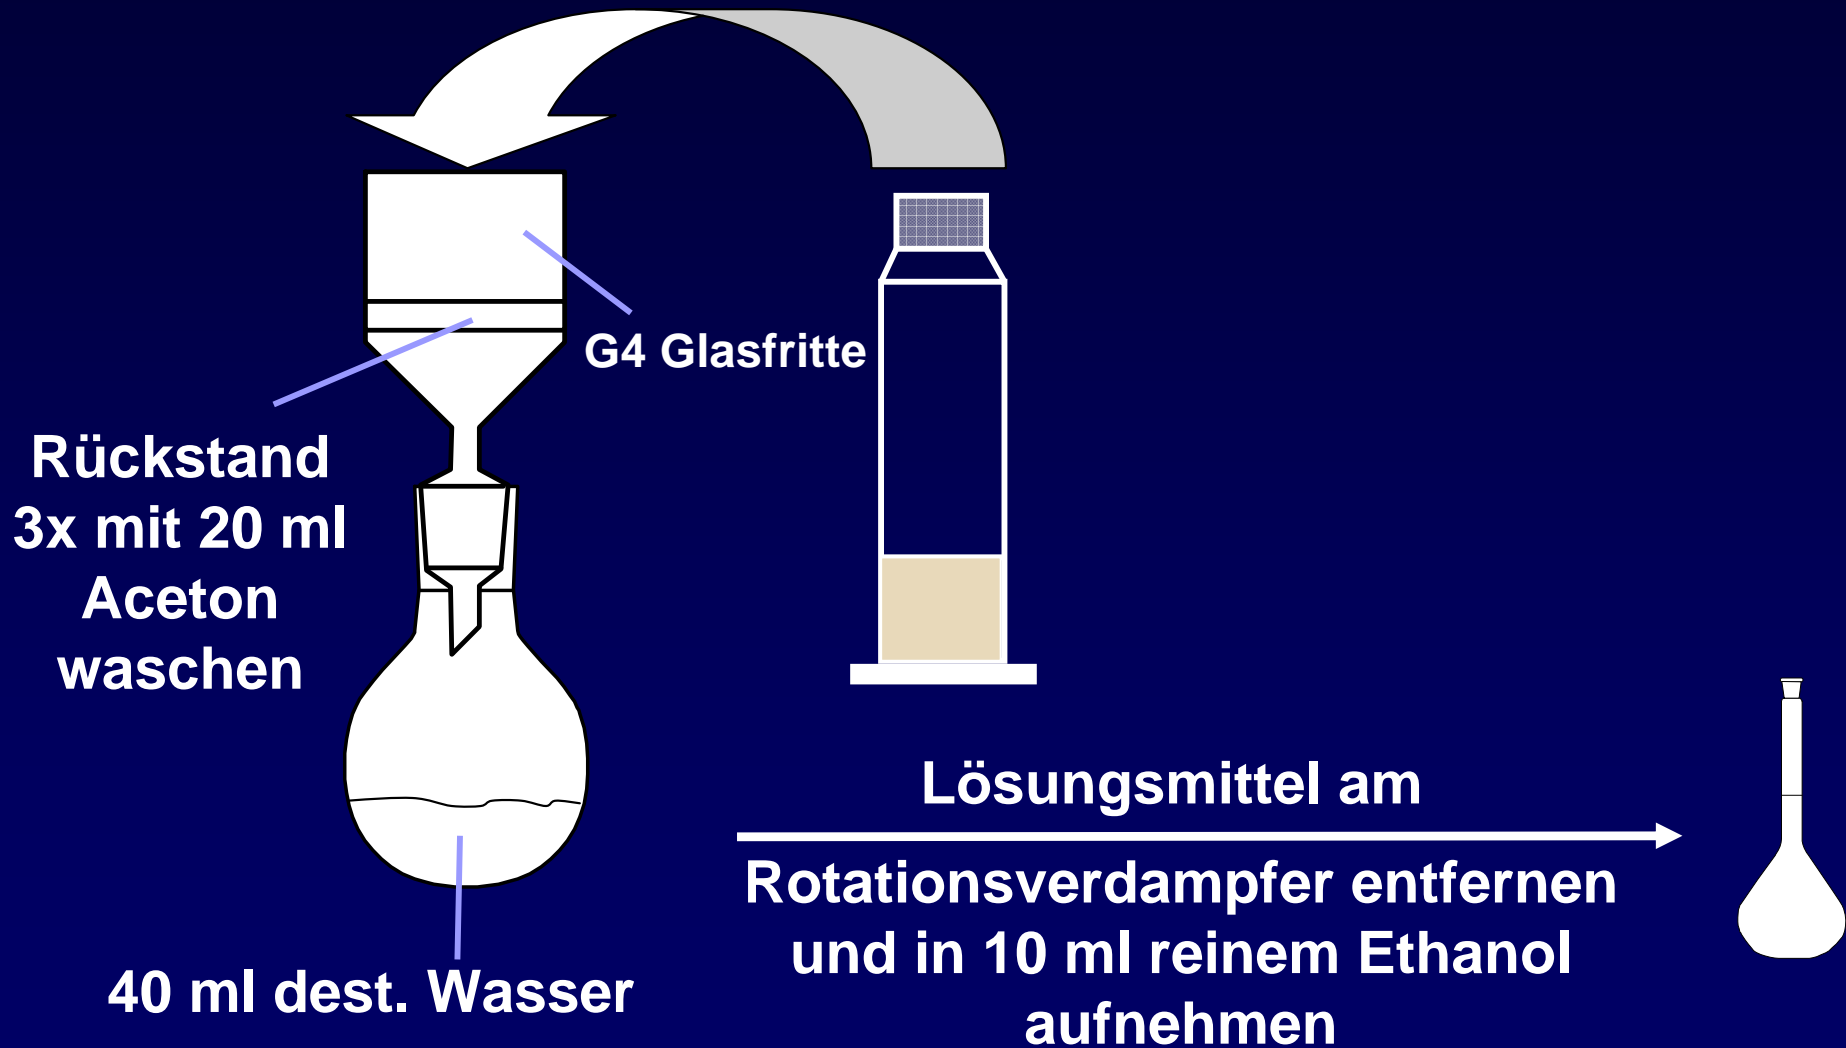 G4 Glasfritte
Rückstand
3x mit 20 ml
Aceton
waschen
40 ml dest. Wasser
Lösungsmittel am
Rotationsverdampfer entfernen
und in 10 ml reinem Ethanol
aufnehmen